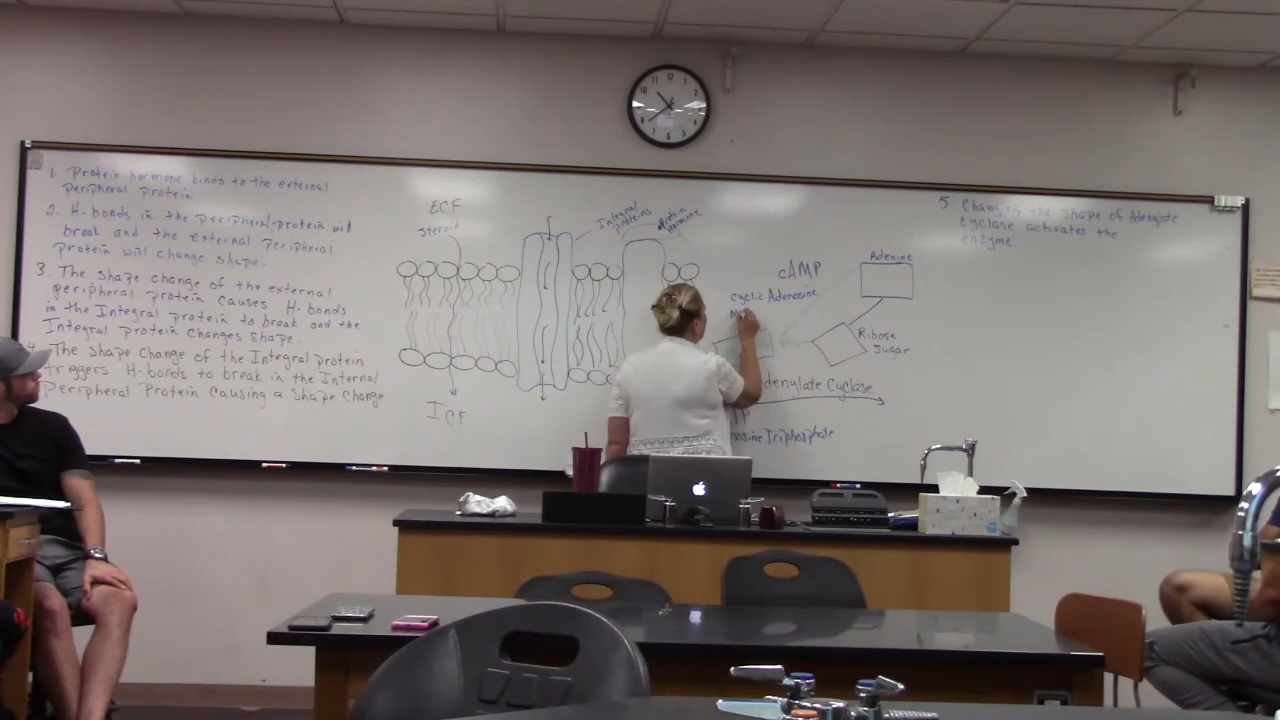 1. Protein hormone binds to the external
Peripheral protein
2. H-bonds in the peripheral protein will
break and the external peripheral
protein will change shape.
3. The shape change of the external
peripheral protein causes H-bonds
in the Integral protein to break and the
Integral protein changes shape.
4. The shape change of the Integral protein
triggers H-bonds to break in the Internal
Peripheral Protein causing a shape change
ECF
steroid
ICF
Integral
proteins
Protein
Hormone
cAMP
cyclic Adenosine
Adenine
Ribose
Sugar
denylate Cyclase
TP
nosine Triphosphate
5. Changing the shape of Adenylate
cyclase activates the
enzyme